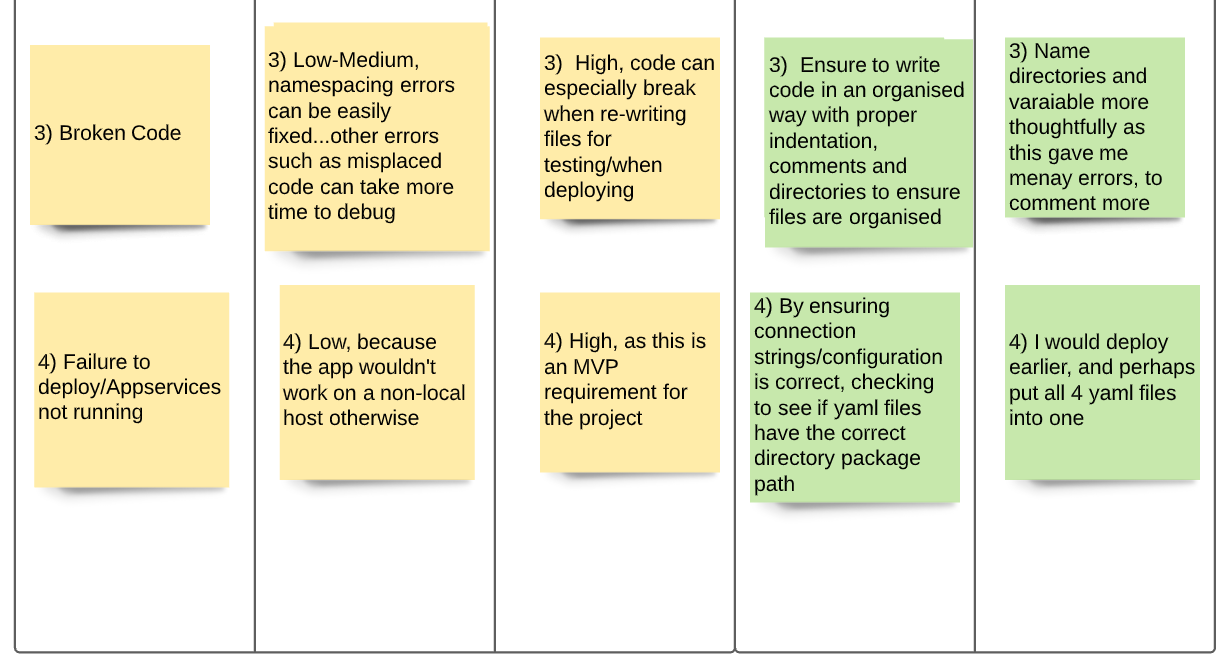 3) Broken Code
3) Low-Medium,
namespacing errors
can be easily
fixed...other errors
such as misplaced
code can take more
time to debug
3)  High, code can
especially break
when re-writing
files for
testing/when
deploying
3)  Ensure to write
code in an organised
way with proper
indentation,
comments and
directories to ensure
files are organised
3) Name
directories and
varaiable more
thoughtfully as
this gave me
menay errors, to
comment more
4) Failure to
deploy/Appservices
not running
4) Low, because
the app wouldn't
work on a non-local
host otherwise
4) High, as this is
an MVP
requirement for
the project
4) By ensuring
connection
strings/configuration
is correct, checking
to see if yaml files
have the correct
directory package
path
4) I would deploy
earlier, and perhaps
put all 4 yaml files
into one